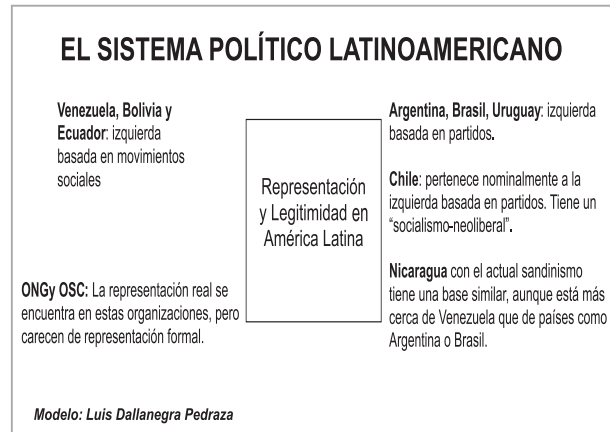 EL SISTEMA POLÍTICO LATINOAMERICANO
Venezuela, Bolivia y
Ecuador: izquierda
basada en movimientos
sociales
ONGy OSC: La representación real se
encuentra en estas organizaciones, pero
carecen de representación formal.
Representación
y Legitimidad en
América Latina
Argentina, Brasil, Uruguay: izquierda
basada en partidos.
Chile: pertenece nominalmente a la
izquierda basada en partidos. Tiene un
“socialismo-neoliberal”.
Nicaragua con el actual sandinismo
tiene una base similar, aunque está más
cerca de Venezuela que de países como
Argentina o Brasil.
Modelo: Luis Dallanegra Pedraza